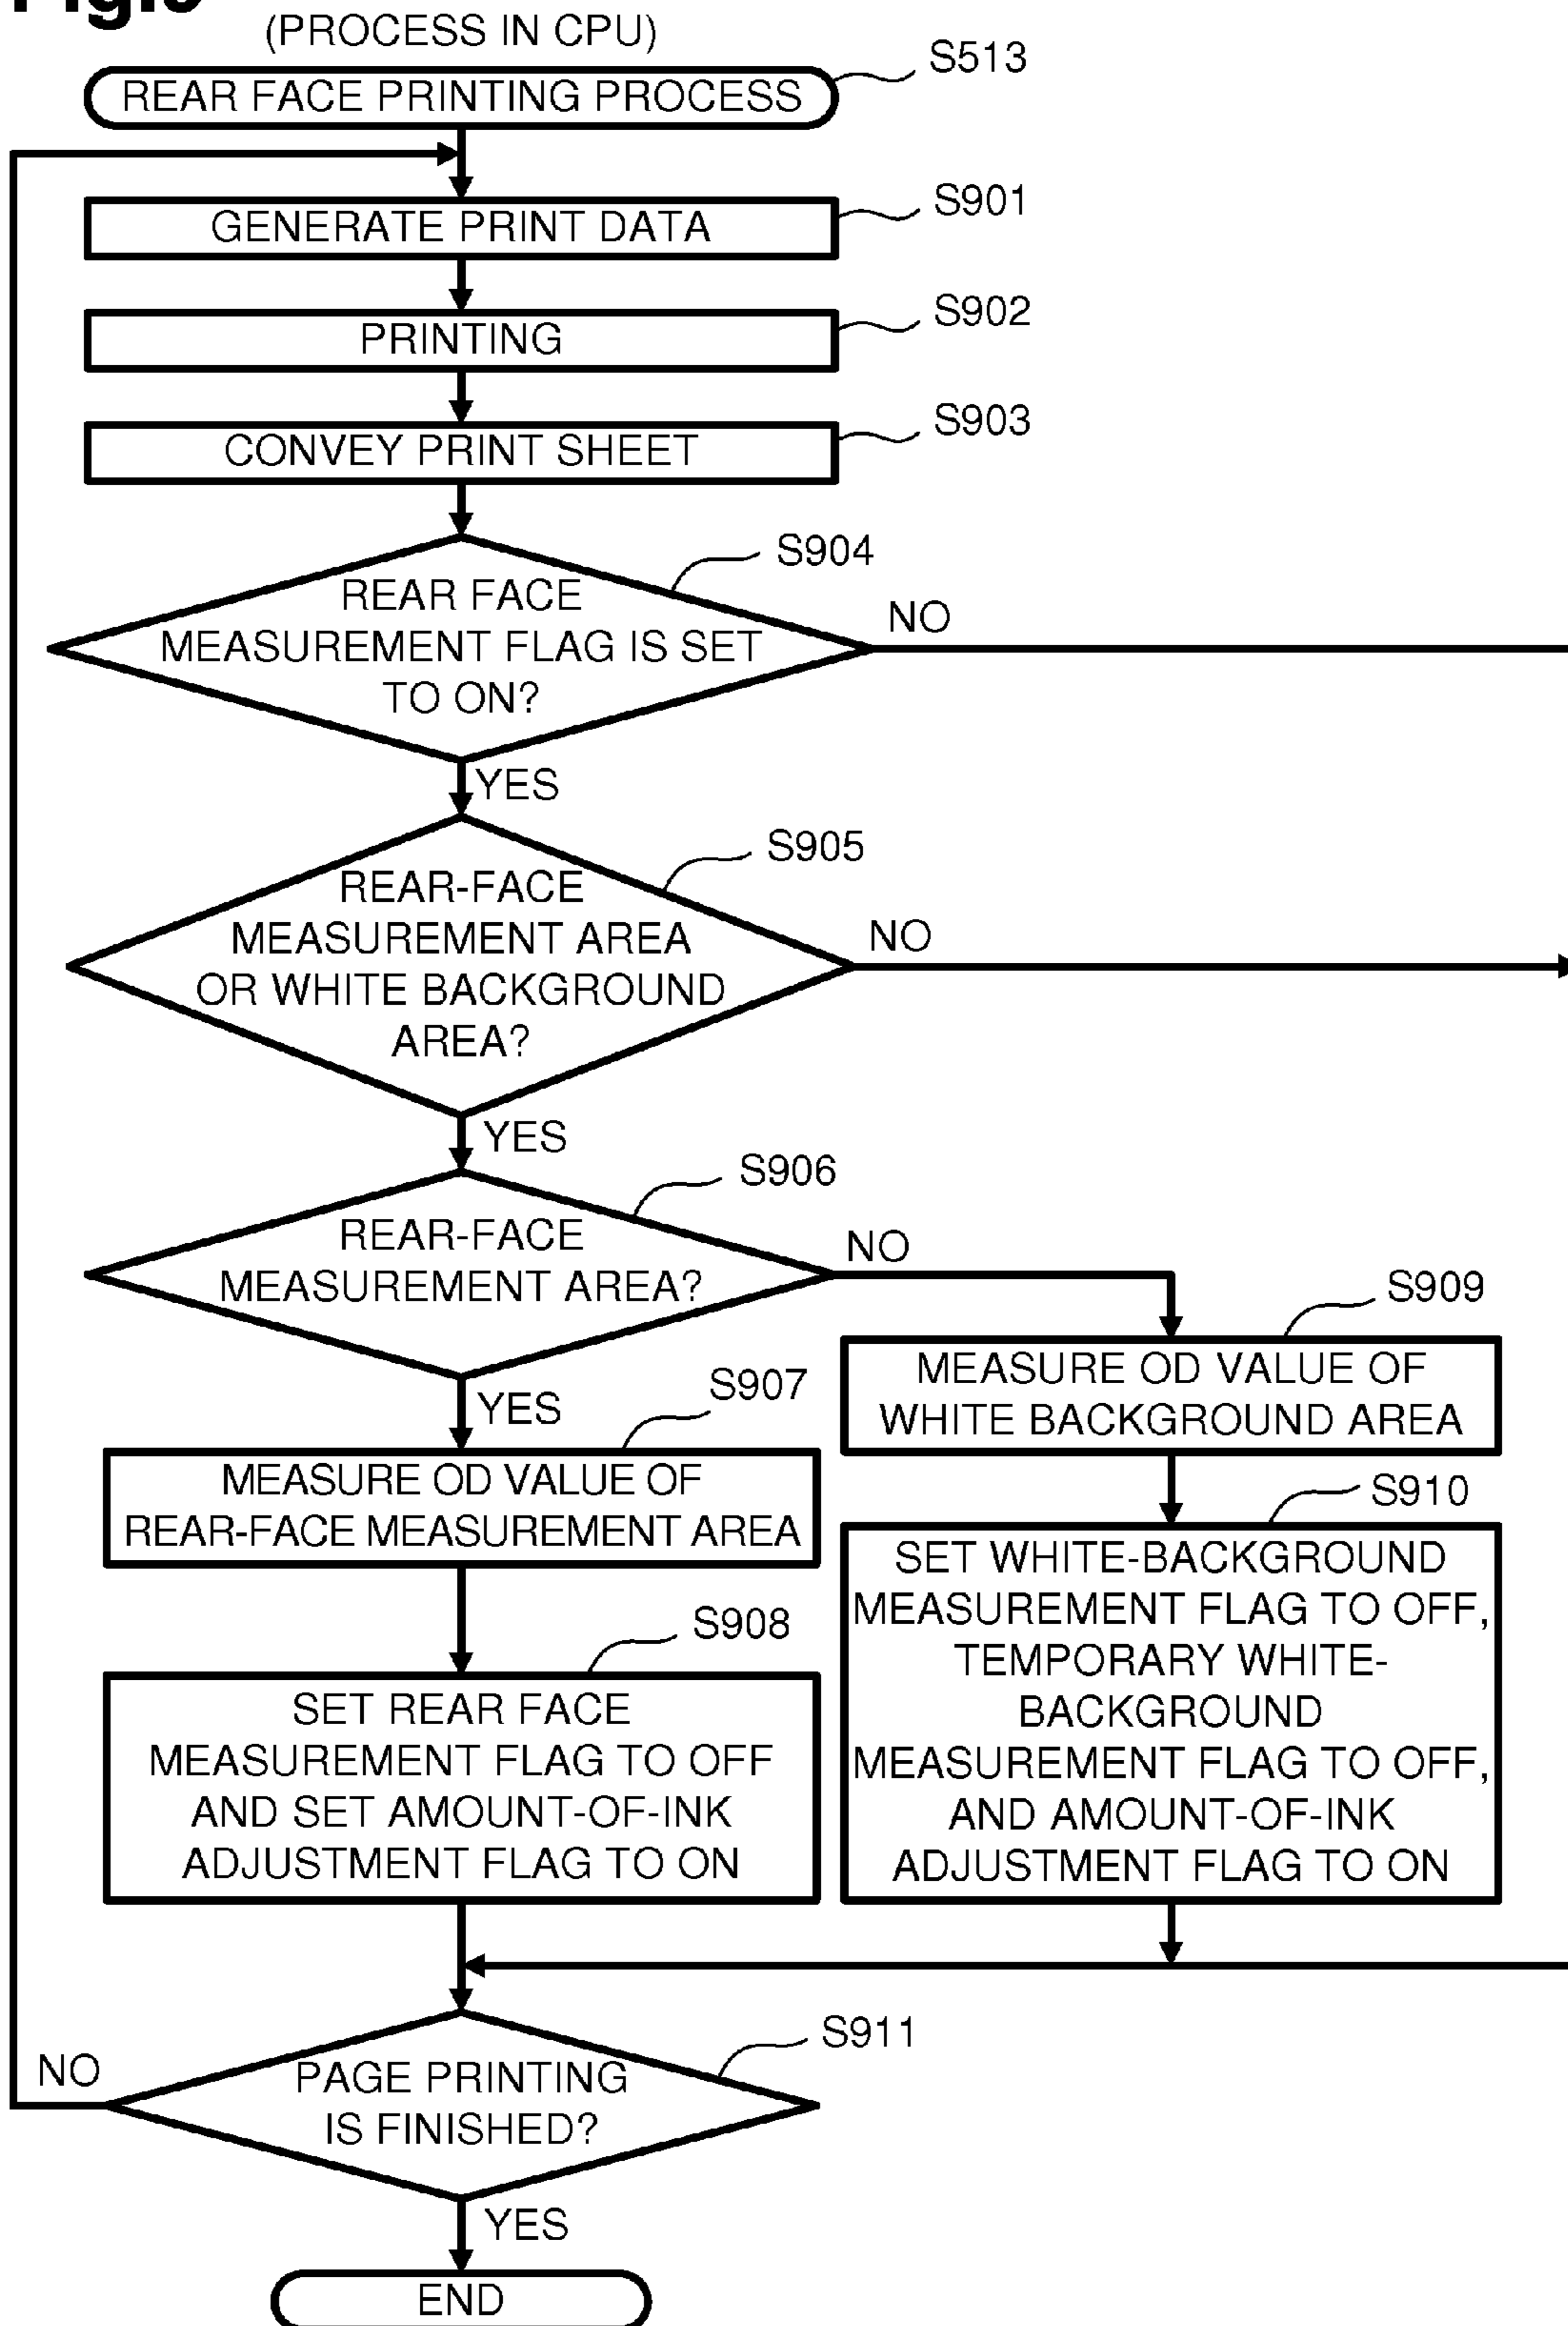 (PROCESS IN CPU)
REAR FACE PRINTING PROCESS
S513
GENERATE PRINT DATA
S901
PRINTING
S902
CONVEY PRINT SHEET
S903
S904
REAR FACE
MEASUREMENT FLAG IS SET
TO ON?
NO
YES
S905
REAR-FACE
MEASUREMENT AREA
OR WHITE BACKGROUND
AREA?
NO
YES
S906
REAR-FACE
MEASUREMENT AREA?
NO
YES
S907
MEASURE OD VALUE OF
REAR-FACE MEASUREMENT AREA
S909
MEASURE OD VALUE OF
WHITE BACKGROUND AREA
S908
SET REAR FACE
MEASUREMENT FLAG TO OFF
AND SET AMOUNT-OF-INK
ADJUSTMENT FLAG TO ON
S910
SET WHITE-BACKGROUND
MEASUREMENT FLAG TO OFF,
TEMPORARY WHITE-
BACKGROUND
MEASUREMENT FLAG TO OFF,
AND AMOUNT-OF-INK
ADJUSTMENT FLAG TO ON
S911
PAGE PRINTING
IS FINISHED?
NO
YES
END